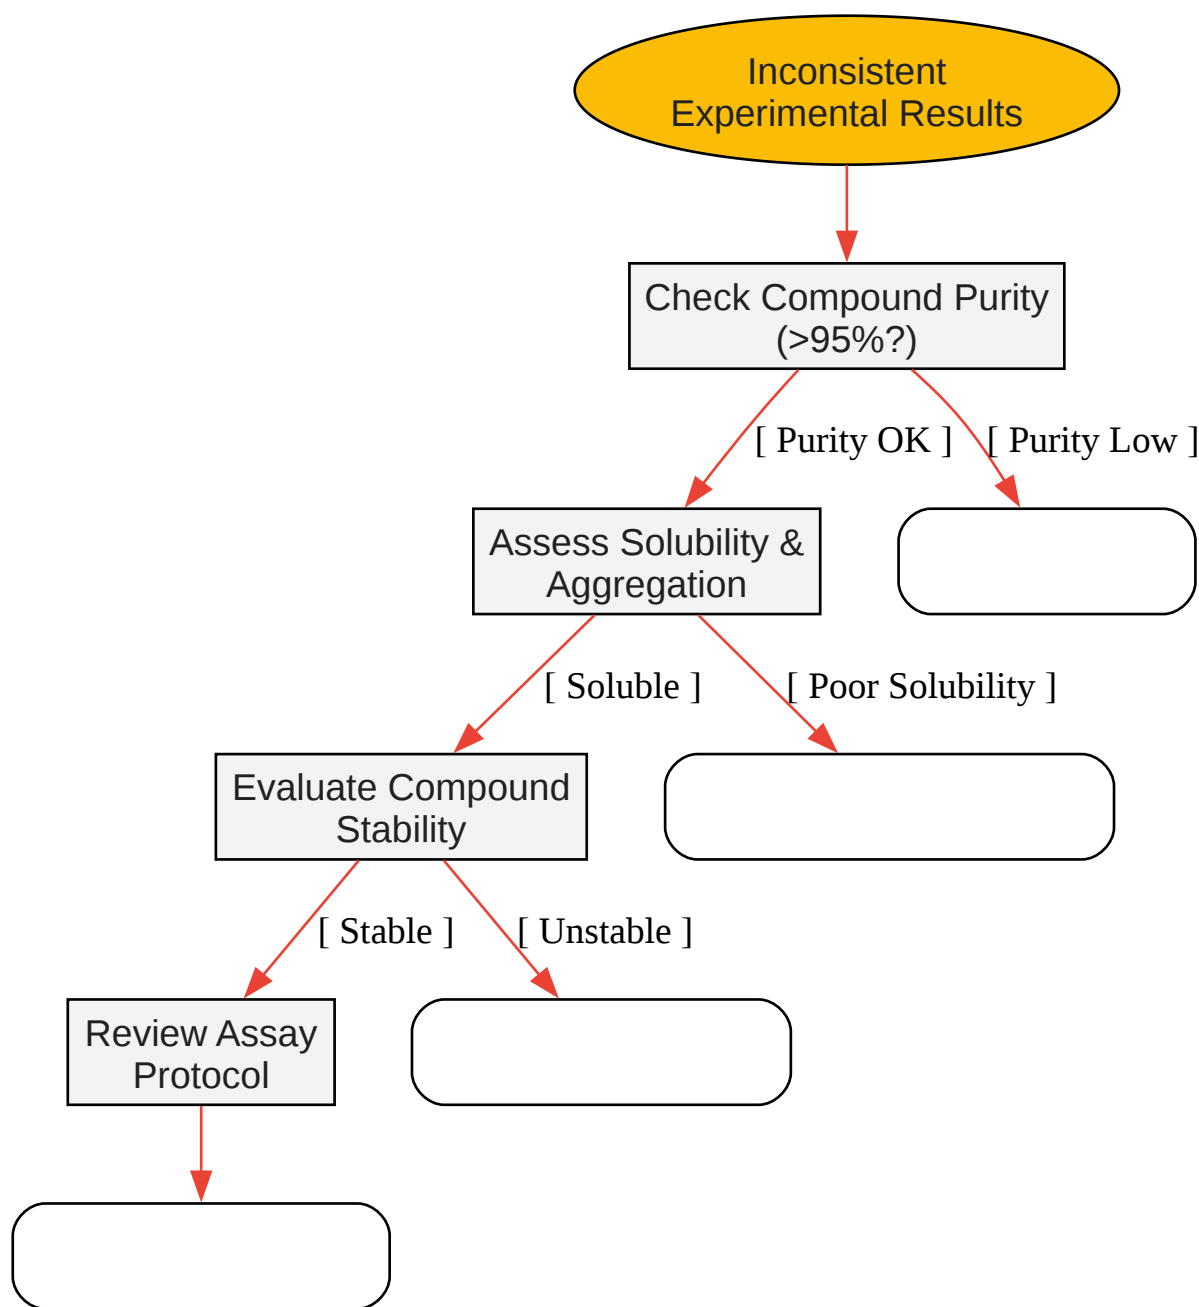 Inconsistent
Experimental Results
Check Compound Purity
(>95%?)
[ Purity OK ]
[ Purity Low ]
Assess Solubility &
Aggregation
[ Soluble ]
[ Poor Solubility ]
Evaluate Compound
Stability
[ Stable ]
[ Unstable ]
Review Assay
Protocol